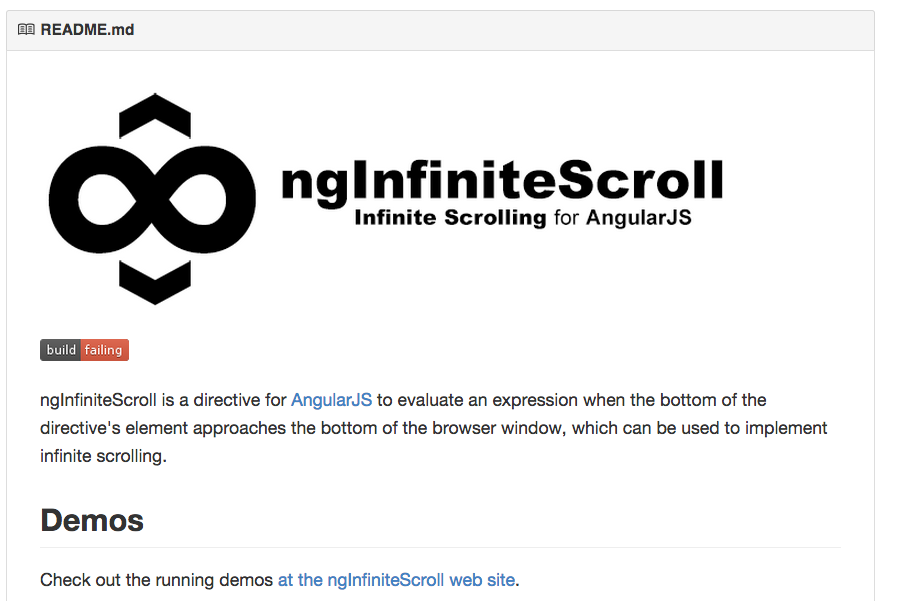 README.md
ngInfiniteScroll
Infinite Scrolling for AngularJS
build failing
ngInfiniteScroll is a directive for AngularJS to evaluate an expression when the bottom of the
directive's element approaches the bottom of the browser window, which can be used to implement
infinite scrolling.
Demos
Check out the running demos at the ngInfiniteScroll web site.